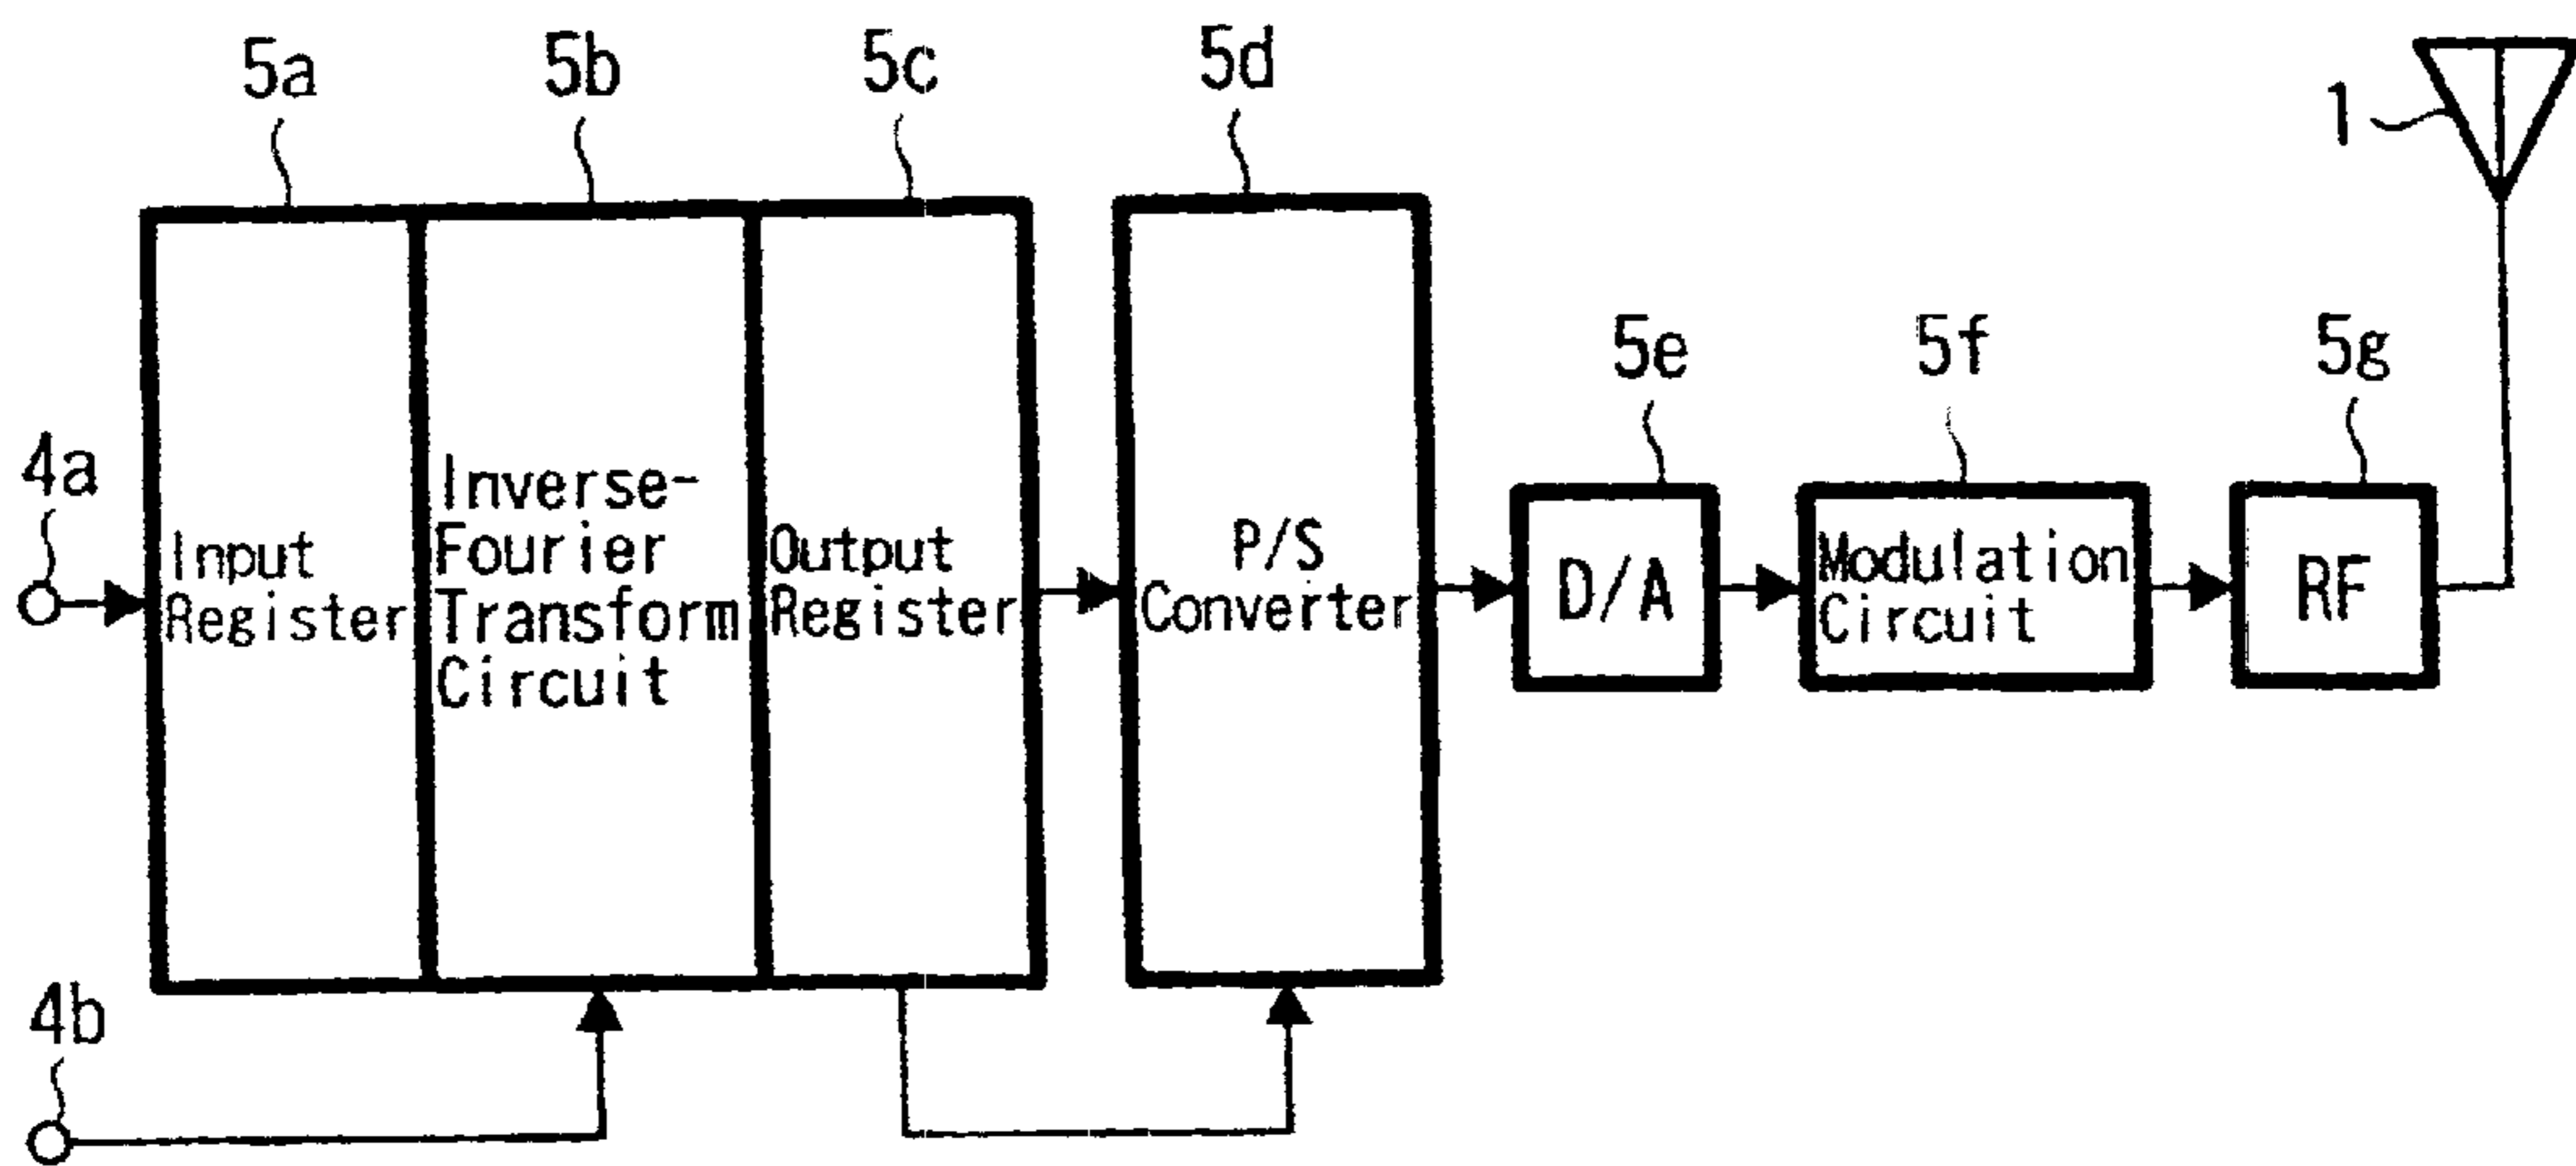 5a
5b
5c
5d
1
5e
5f
5g
4a
Input
Register
Inverse-
Fourier
Transform
Circuit
Output
Register
P/S
Converter
D/A
Modulation
Circuit
RF
4b